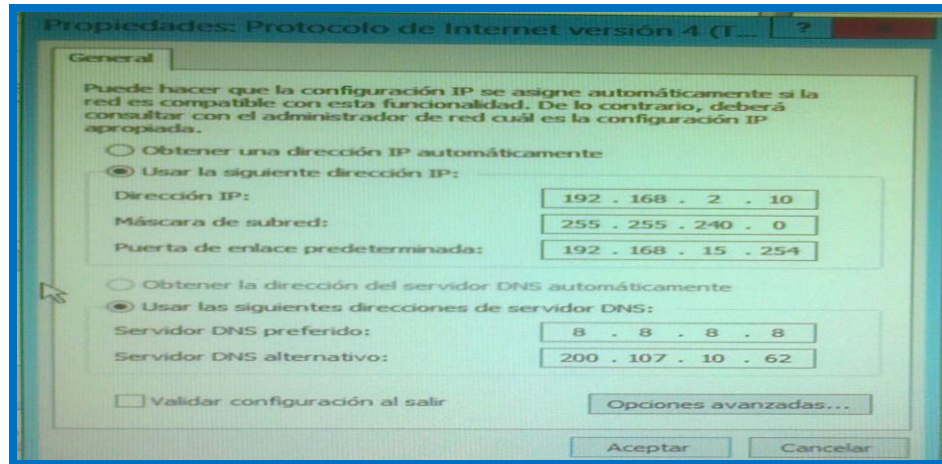 Propiedades: Protocolo de Internet versión 4 (T... ?
General
Puede hacer que la configuración IP se asigne automáticamente si la
red es compatible con esta funcionalidad. De lo contrario, deberá
consultar con el administrador de red cuál es la configuración IP
apropiada.
Obtener una dirección IP automáticamente
Usar la siguiente dirección IP:
Dirección IP: 192 . 168 . 2 . 10
Máscara de subred: 255 . 255 . 240 . 0
Puerta de enlace predeterminada: 192 . 168 . 15 . 254
Obtener la dirección del servidor DNS automáticamente
Usar las siguientes direcciones de servidor DNS:
Servidor DNS preferido: 8 . 8 . 8 . 8
Servidor DNS alternativo: 200 . 107 . 10 . 62
Validar configuración al salir Opciones avanzadas...
Aceptar Cancelar